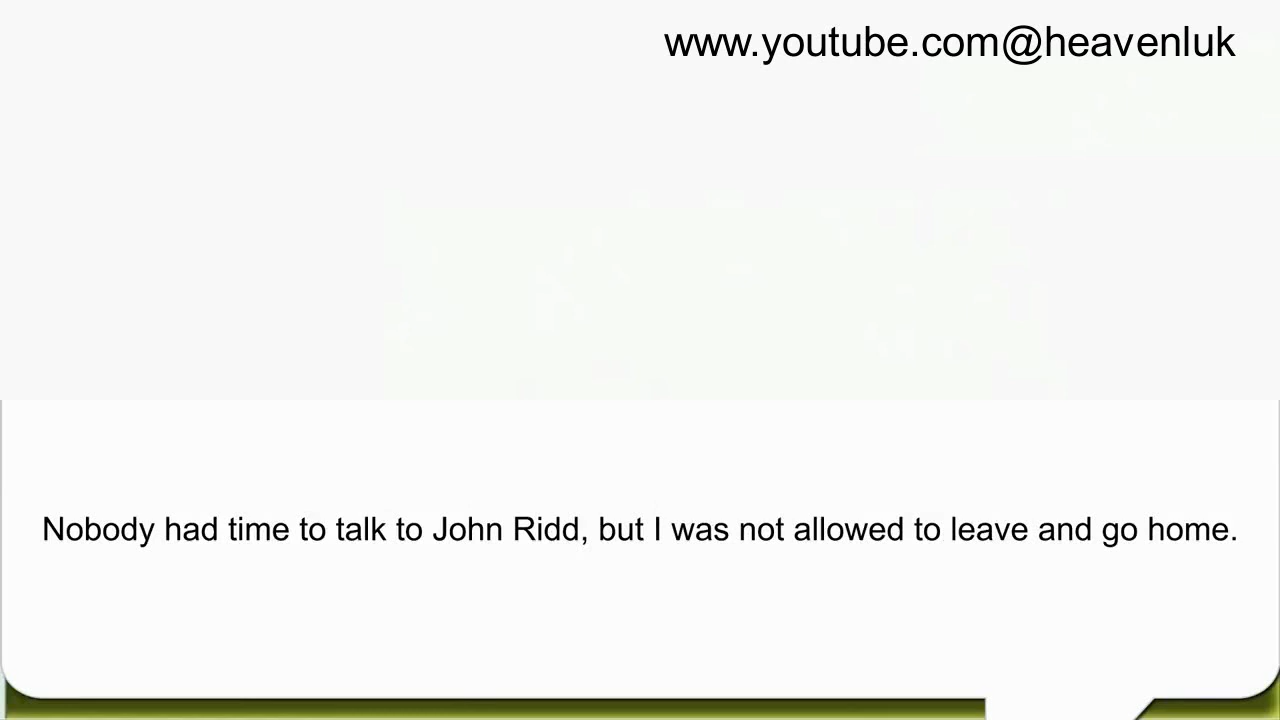 www.youtube.com@heavenluk
Nobody had time to talk to John Ridd, but I was not allowed to leave and go home.